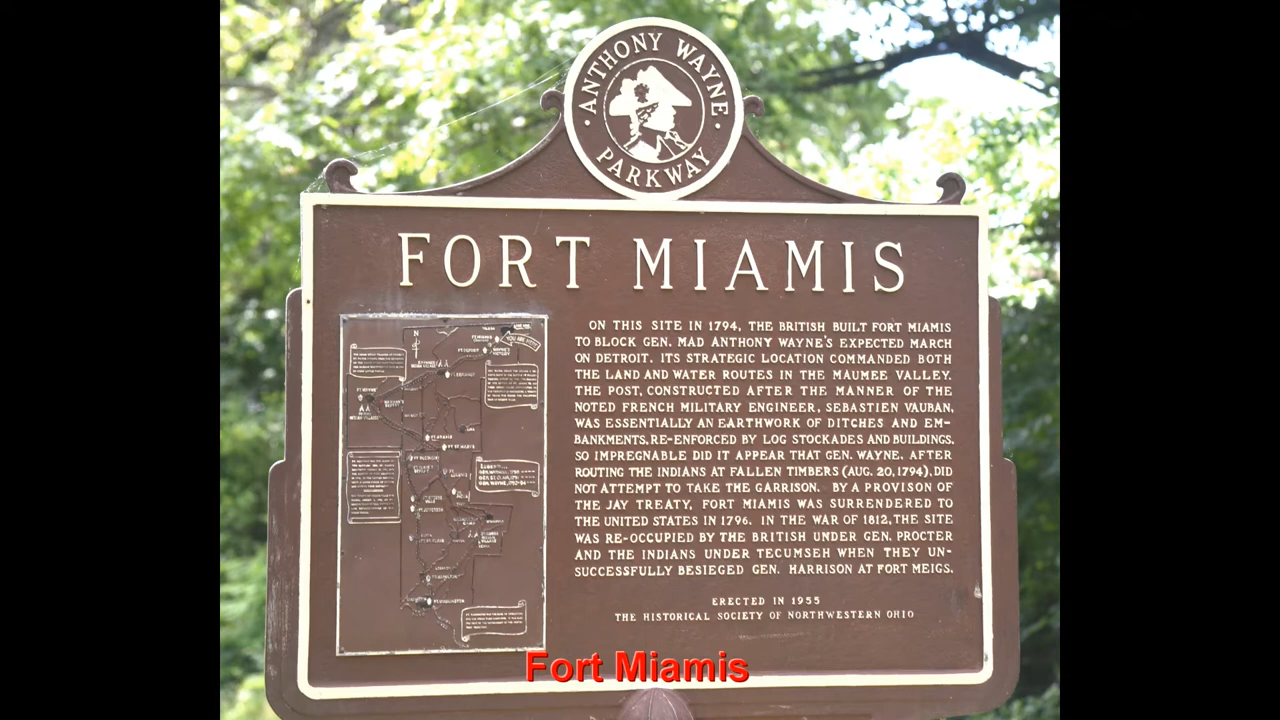 ANTHONY WAYNE
PARKWAY
FORT MIAMIS
ON THIS SITE IN 1794, THE BRITISH BUILT FORT MIAMIS
TO BLOCK GEN. MAD ANTHONY WAYNE'S EXPECTED MARCH
ON DETROIT. ITS STRATEGIC LOCATION COMMANDED BOTH
THE LAND AND WATER ROUTES IN THE MAUMEE VALLEY.
THE POST, CONSTRUCTED AFTER THE MANNER OF THE
NOTED FRENCH MILITARY ENGINEER, SEBASTIEN VAUBAN,
WAS ESSENTIALLY AN EARTHWORK OF DITCHES AND EM-
BANKMENTS, RE-ENFORCED BY LOG STOCKADES AND BUILDINGS.
SO IMPREGNABLE DID IT APPEAR THAT GEN. WAYNE, AFTER
ROUTING THE INDIANS AT FALLEN TIMBERS (AUG. 20, 1794), DID
NOT ATTEMPT TO TAKE THE GARRISON. BY A PROVISON OF
THE JAY TREATY, FORT MIAMIS WAS SURRENDERED TO
THE UNITED STATES IN 1796. IN THE WAR OF 1812, THE SITE
WAS RE-OCCUPIED BY THE BRITISH UNDER GEN. PROCTER
AND THE INDIANS UNDER TECUMSEH WHEN THEY UN-
SUCCESSFULLY BESIEGED GEN. HARRISON AT FORT MEIGS.
ERECTED IN 1955
THE HISTORICAL SOCIETY OF NORTHWESTERN OHIO
N
YOU ARE HERE
Fort Miamis